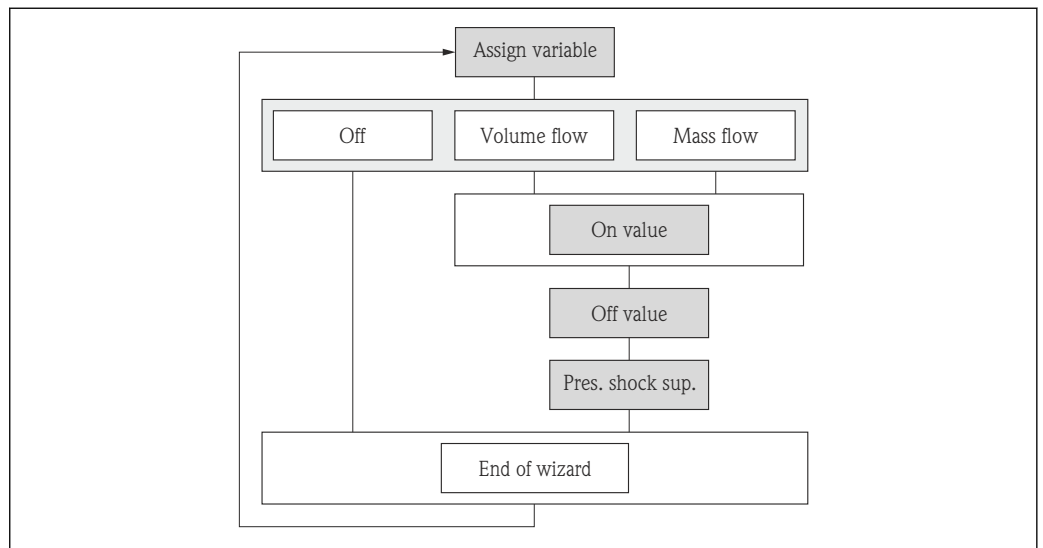 Assign variable
Off
Volume flow
Mass flow
On value
Off value
Pres. shock sup.
End of wizard